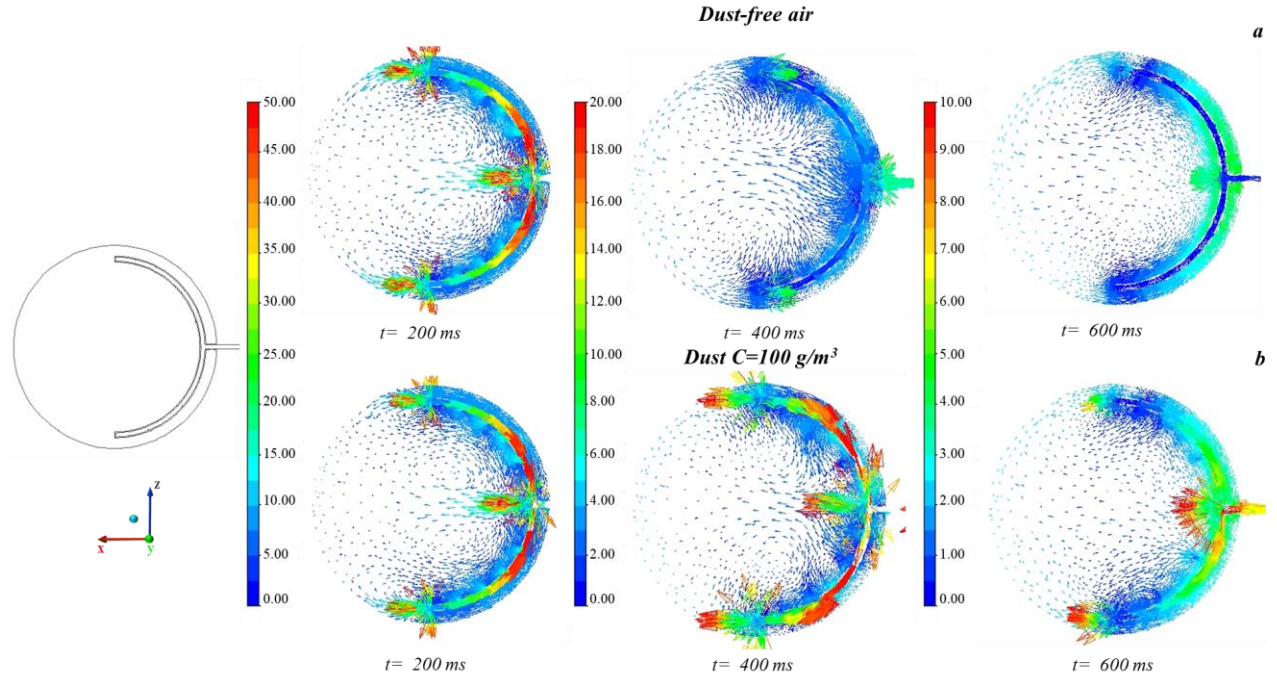 Dust-free air
a
50.00
45.00
40.00
35.00
30.00
25.00
20.00
15.00
10.00
5.00
0.00
20.00
18.00
16.00
14.00
12.00
10.00
8.00
6.00
4.00
2.00
0.00
10.00
9.00
8.00
7.00
6.00
5.00
4.00
3.00
2.00
1.00
0.00
t= 200 ms
t= 400 ms
t= 600 ms
Dust C=100 g/m³
b
z
x
y
t= 200 ms
t= 400 ms
t= 600 ms